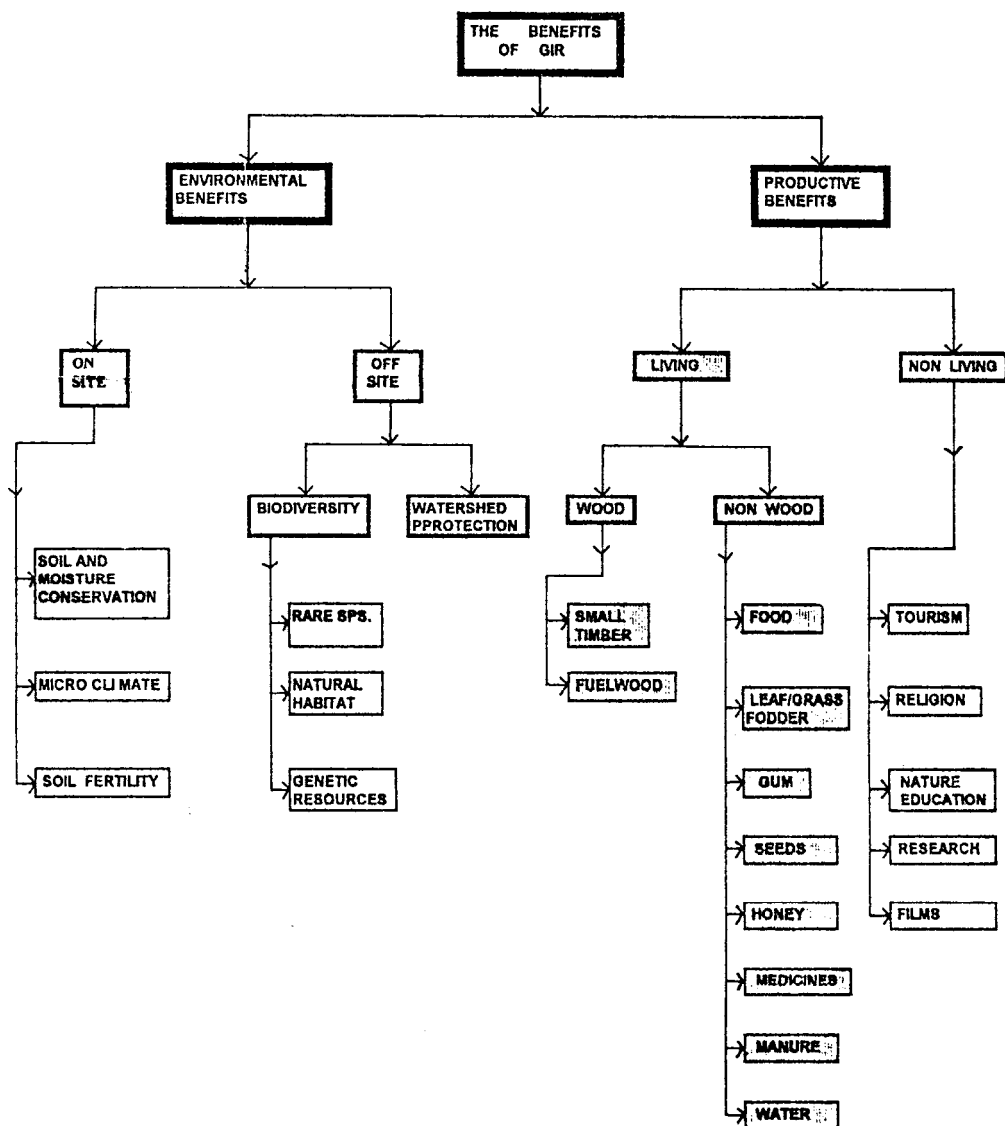 THE BENEFITS
OF GIR
ENVIRONMENTAL
BENEFITS
PRODUCTIVE
BENEFITS
ON
SITE
OFF
SITE
LIVING
NON LIVING
BIODIVERSITY
WATERSHED
PPROTECTION
WOOD
NON WOOD
SOIL AND
MOISTURE
CONSERVATION
MICRO CLIMATE
SOIL FERTILITY
RARE SPS.
NATURAL
HABITAT
GENETIC
RESOURCES
SMALL
TIMBER
FUELWOOD
FOOD
LEAF/GRASS
FODDER
GUM
SEEDS
HONEY
MEDICINES
MANURE
WATER
TOURISM
RELIGION
NATURE
EDUCATION
RESEARCH
FILMS